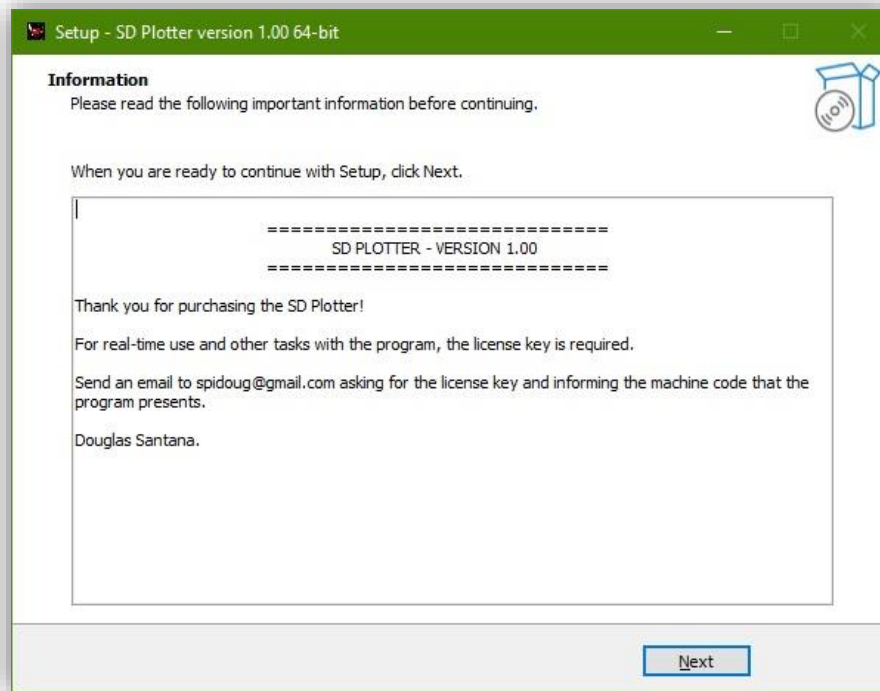 Setup - SD Plotter version 1.00 64-bit
Information
Please read the following important information before continuing.
When you are ready to continue with Setup, click Next.
=============================
SD PLOTTER - VERSION 1.00
=============================
Thank you for purchasing the SD Plotter!
For real-time use and other tasks with the program, the license key is required.
Send an email to spidoug@gmail.com asking for the license key and informing the machine code that the
program presents.
Douglas Santana.
Next